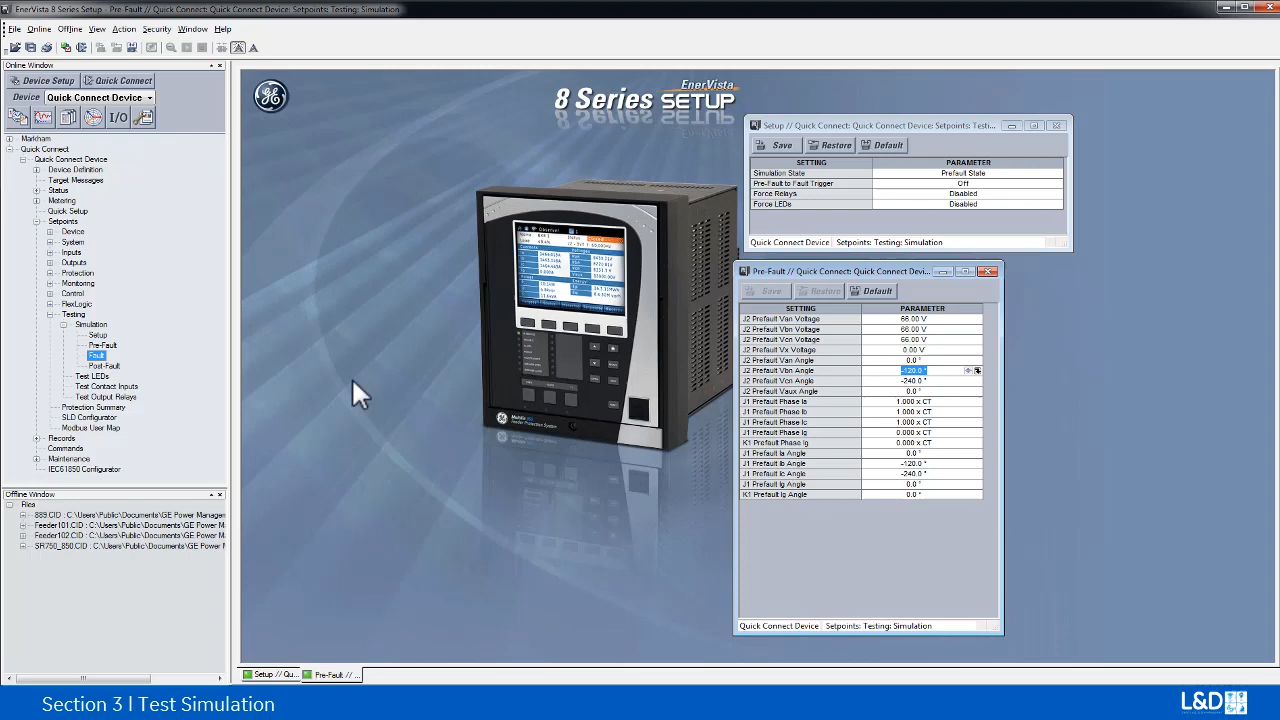 EnerVista 8 Series Setup - Pre-Fault // Quick Connect: Quick Connect Device: Setpoints: Testing: Simulation
File Online Offline View Action Security Window Help
Online Window
Device Setup Quick Connect
Device Quick Connect Device
I/O
Markham
Quick Connect
Quick Connect Device
Device Definition
Target Messages
Status
Metering
Quick Setup
Setpoints
Device
System
Inputs
Outputs
Protection
Monitoring
Control
FlexLogic
Testing
Simulation
Setup
Pre-Fault
Fault
Post-Fault
Test LEDs
Test Contact Inputs
Test Output Relays
Protection Summary
SLD Configurator
Modbus User Map
Records
Commands
Maintenance
IEC61850 Configurator
Offline Window
Files
889.CID : C:\Users\Public\Documents\GE Power Managem
Feeder101.CID : C:\Users\Public\Documents\GE Power M
Feeder102.CID : C:\Users\Public\Documents\GE Power M
SR750_850.CID : C:\Users\Public\Documents\GE Power M
EnerVista
8 Series SETUP
Setup // Quick Connect: Quick Connect Device: Setpoints: Testi...
Save Restore Default
SETTING PARAMETER
Simulation State Prefault State
Pre-Fault to Fault Trigger Off
Force Relays Disabled
Force LEDs Disabled
Quick Connect Device Setpoints: Testing: Simulation
Pre-Fault // Quick Connect: Quick Connect Devi...
Save Restore Default
SETTING PARAMETER
J2 Prefault Van Voltage 66.00 V
J2 Prefault Vbn Voltage 66.00 V
J2 Prefault Vcn Voltage 66.00 V
J2 Prefault Vx Voltage 0.00 V
J2 Prefault Van Angle 0.0 °
J2 Prefault Vbn Angle -120.0 °
J2 Prefault Vcn Angle -240.0 °
J2 Prefault Vaux Angle 0.0 °
J1 Prefault Phase Ia 1.000 x CT
J1 Prefault Phase Ib 1.000 x CT
J1 Prefault Phase Ic 1.000 x CT
J1 Prefault Phase Ig 0.000 x CT
K1 Prefault Phase Ig 0.000 x CT
J1 Prefault Ia Angle 0.0 °
J1 Prefault Ib Angle -120.0 °
J1 Prefault Ic Angle -240.0 °
J1 Prefault Ig Angle 0.0 °
K1 Prefault Ig Angle 0.0 °
Quick Connect Device Setpoints: Testing: Simulation
Setup // Qu... Pre-Fault // ...
Section 3 | Test Simulation
L&D